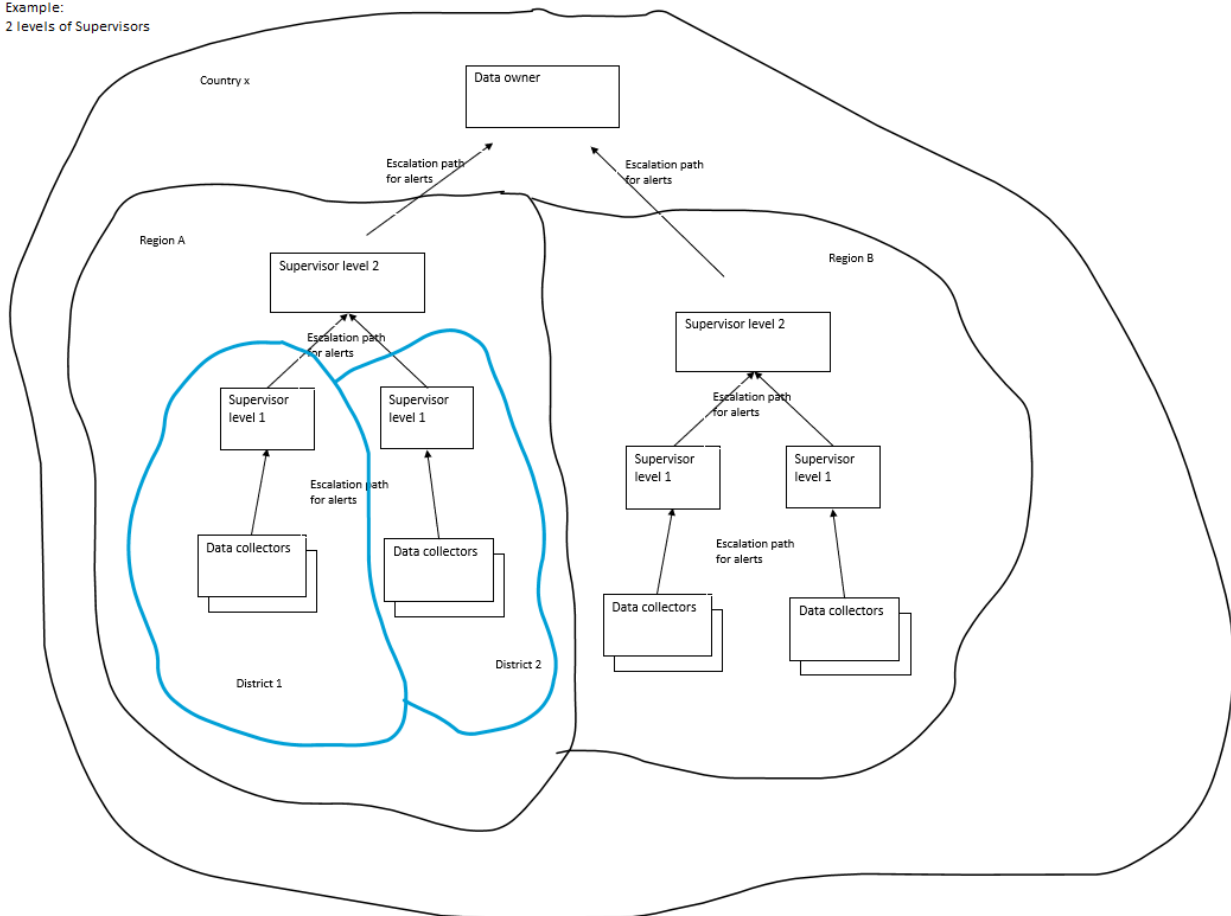 Example:
2 levels of Supervisors
Country x
Data owner
Escalation path
for alerts
Escalation path
for alerts
Region A
Supervisor level 2
Region B
Supervisor level 2
Escalation path
for alerts
Supervisor
level 1
Supervisor
level 1
Escalation path
for alerts
Supervisor
level 1
Supervisor
level 1
Escalation path
for alerts
Data collectors
Data collectors
Escalation path
for alerts
Data collectors
Data collectors
District 1
District 2